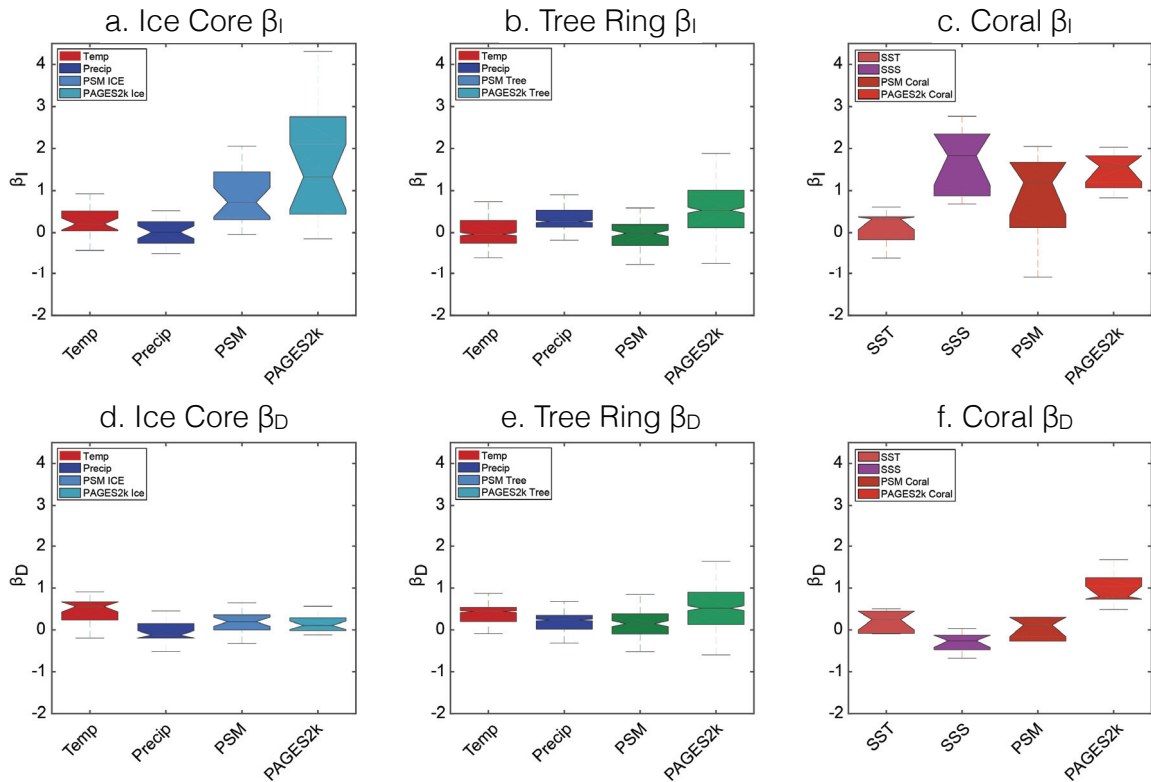 a. Ice Core βI
b. Tree Ring βI
c. Coral βI
4
3
2
1
0
-1
-2
βI
Temp
Precip
PSM ICE
PAGES2k Ice
Temp
Precip
PSM
PAGES2k
4
3
2
1
0
-1
-2
βI
Temp
Precip
PSM Tree
PAGES2k Tree
Temp
Precip
PSM
PAGES2k
4
3
2
1
0
-1
-2
βI
SST
SSS
PSM Coral
PAGES2k Coral
SST
SSS
PSM
PAGES2k
d. Ice Core βD
e. Tree Ring βD
f. Coral βD
4
3
2
1
0
-1
-2
βD
Temp
Precip
PSM ICE
PAGES2k Ice
Temp
Precip
PSM
PAGES2k
4
3
2
1
0
-1
-2
βD
Temp
Precip
PSM Tree
PAGES2k Tree
Temp
Precip
PSM
PAGES2k
4
3
2
1
0
-1
-2
βD
SST
SSS
PSM Coral
PAGES2k Coral
SST
SSS
PSM
PAGES2k